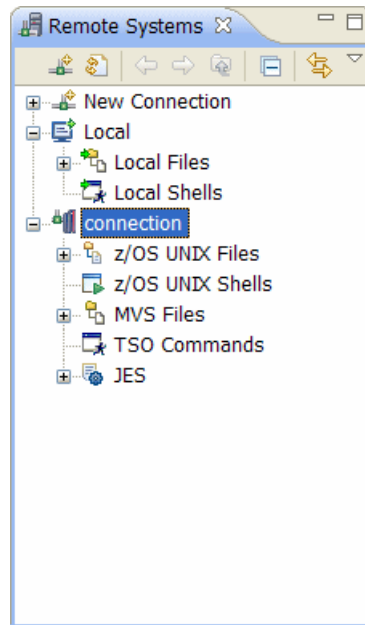 Remote Systems
New Connection
Local
Local Files
Local Shells
connection
z/OS UNIX Files
z/OS UNIX Shells
MVS Files
TSO Commands
JES